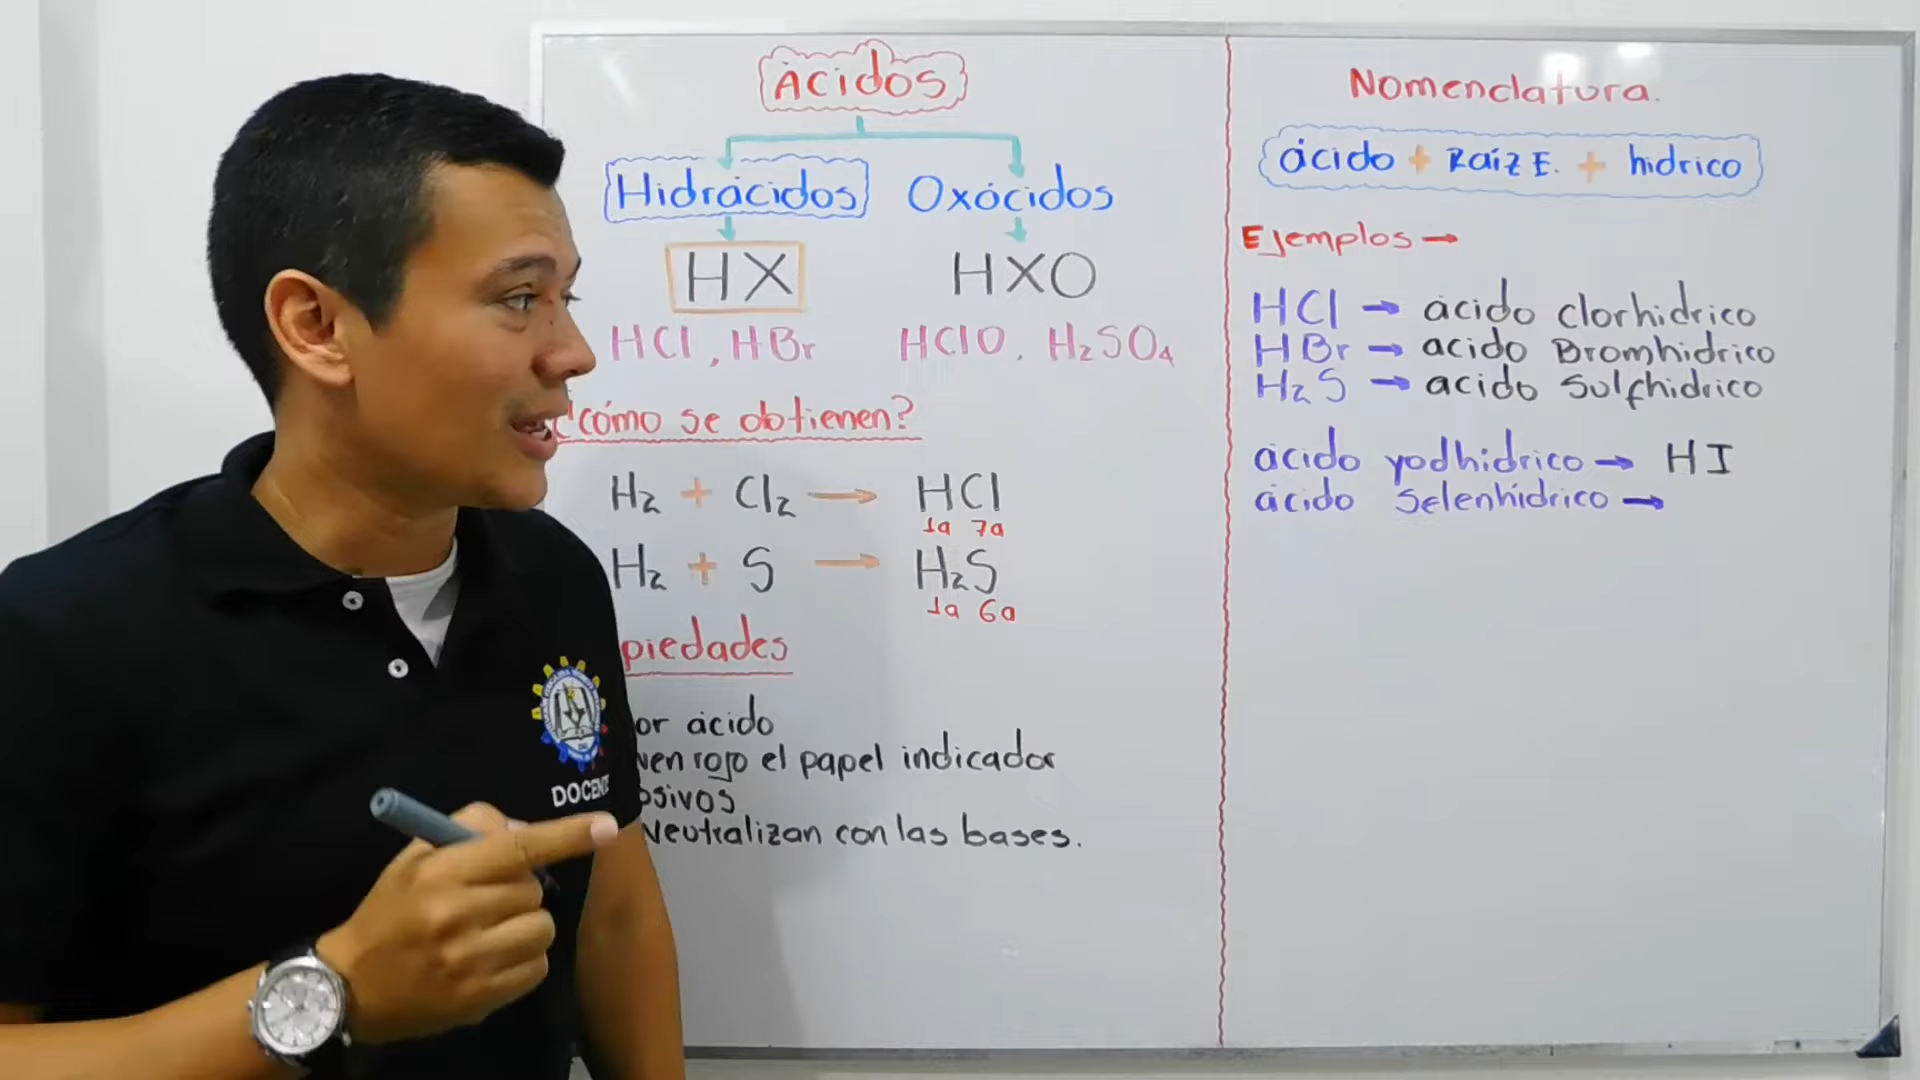 ácidos
Hidrácidos
Oxácidos
HX
HXO
HCl, HBr
HClO, H₂SO₄
¿cómo se obtienen?
H₂ + Cl₂ → HCl
1a 7a
H₂ + S → H₂S
1a 6a
piedades
or ácido
ven rojo el papel indicador
osivos
Neutralizan con las bases.
Nomenclatura.
ácido + Raíz E. + hídrico
Ejemplos →
HCl → ácido clorhídrico
HBr → acido Bromhídrico
H₂S → acido Sulfhídrico
ácido yodhídrico → HI
ácido Selenhídrico →
DOCENTE